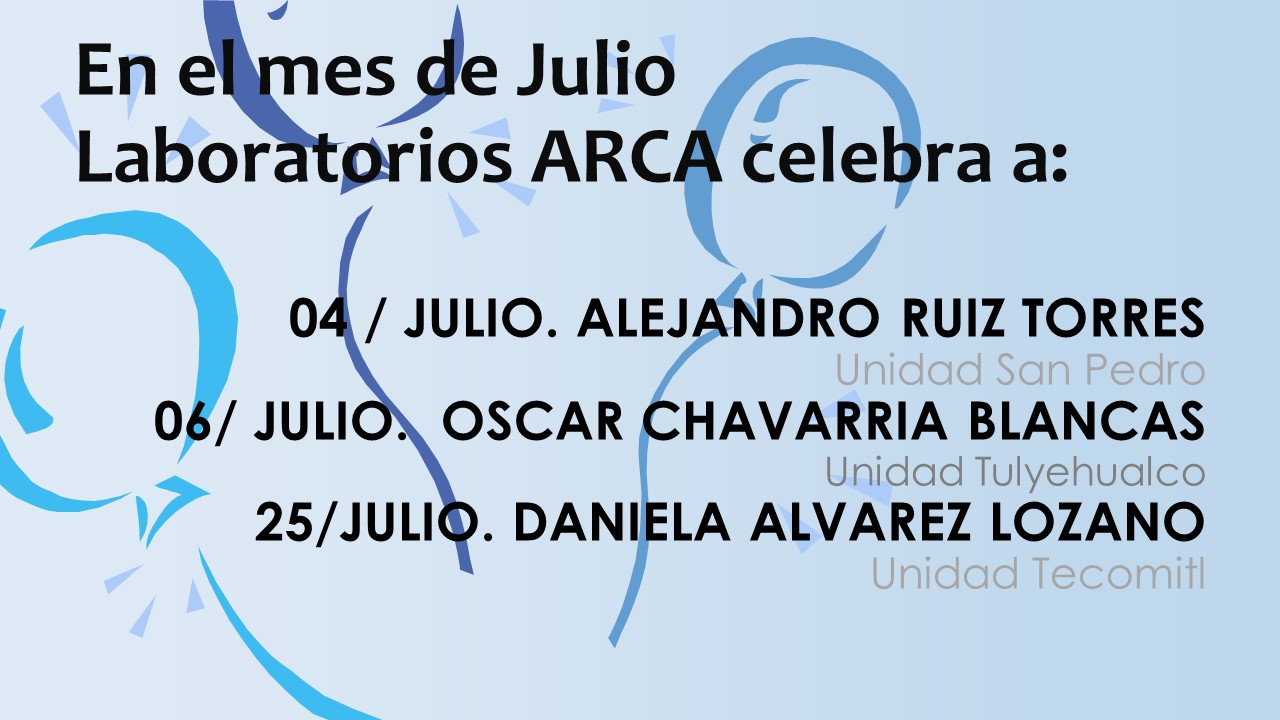 En el mes de Julio
Laboratorios ARCA celebra a:
04 / JULIO. ALEJANDRO RUIZ TORRES
Unidad San Pedro
06/ JULIO.  OSCAR CHAVARRIA BLANCAS
Unidad Tulyehualco
25/JULIO. DANIELA ALVAREZ LOZANO
Unidad Tecomitl